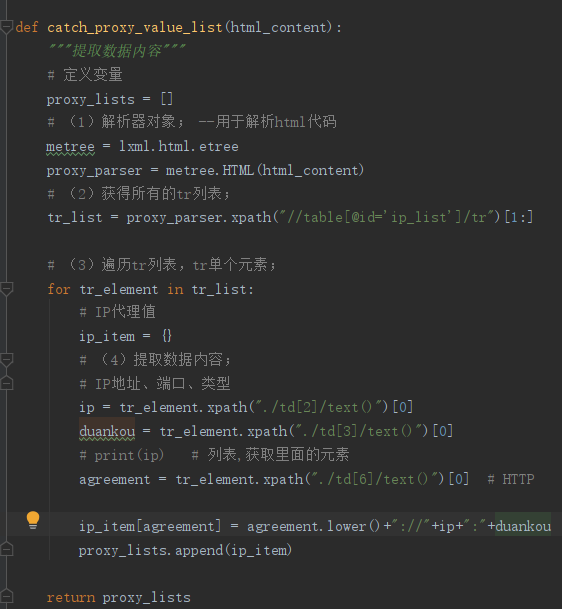 def catch_proxy_value_list(html_content):
"""提取数据内容"""
# 定义变量
proxy_lists = []
# （1）解析器对象； --用于解析html代码
metree = lxml.html.etree
proxy_parser = metree.HTML(html_content)
# （2）获得所有的tr列表；
tr_list = proxy_parser.xpath("//table[@id='ip_list']/tr")[1:]
# （3）遍历tr列表，tr单个元素；
for tr_element in tr_list:
# IP代理值
ip_item = {}
# （4）提取数据内容；
# IP地址、端口、类型
ip = tr_element.xpath("./td[2]/text()")[0]
duankou = tr_element.xpath("./td[3]/text()")[0]
# print(ip)   # 列表,获取里面的元素
agreement = tr_element.xpath("./td[6]/text()")[0]  # HTTP
ip_item[agreement] = agreement.lower()+"://"+ip+":"+duankou
proxy_lists.append(ip_item)
return proxy_lists